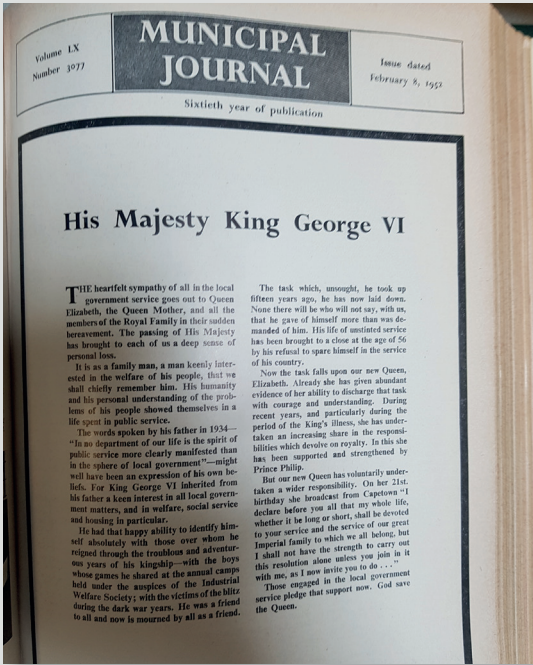 Volume LX
Number 3077
MUNICIPAL
JOURNAL
Issue dated
February 8, 1952
Sixtieth year of publication
His Majesty King George VI
THE heartfelt sympathy of all in the local
government service goes out to Queen
Elizabeth, the Queen Mother, and all the
members of the Royal Family in their sudden
bereavement. The passing of His Majesty
has brought to each of us a deep sense of
personal loss.
It is as a family man, a man keenly inter-
ested in the welfare of his people, that we
shall chiefly remember him. His humanity
and his personal understanding of the prob-
lems of his people showed themselves in a
life spent in public service.
The words spoken by his father in 1934—
"In no department of our life is the spirit of
public service more clearly manifested than
in the sphere of local government"—might
well have been an expression of his own be-
liefs. For King George VI inherited from
his father a keen interest in all local govern-
ment matters, and in welfare, social service
and housing in particular.
He had that happy ability to identify him-
self absolutely with those over whom he
reigned through the troublous and adventur-
ous years of his kingship—with the boys
whose games he shared at the annual camps
held under the auspices of the Industrial
Welfare Society; with the victims of the blitz
during the dark war years. He was a friend
to all and now is mourned by all as a friend.
The task which, unsought, he took up
fifteen years ago, he has now laid down.
None there will be who will not say, with us,
that he gave of himself more than was de-
manded of him. His life of unstinted service
has been brought to a close at the age of 56
by his refusal to spare himself in the service
of his country.
Now the task falls upon our new Queen,
Elizabeth. Already she has given abundant
evidence of her ability to discharge that task
with courage and understanding. During
recent years, and particularly during the
period of the King's illness, she has under-
taken an increasing share in the responsi-
bilities which devolve on royalty. In this she
has been supported and strengthened by
Prince Philip.
But our new Queen has voluntarily under-
taken a wider responsibility. On her 21st.
birthday she broadcast from Capetown "I
declare before you all that my whole life,
whether it be long or short, shall be devoted
to your service and the service of our great
Imperial family to which we all belong, but
I shall not have the strength to carry out
this resolution alone unless you join in it
with me, as I now invite you to do . . ."
Those engaged in the local government
service pledge that support now. God save
the Queen.